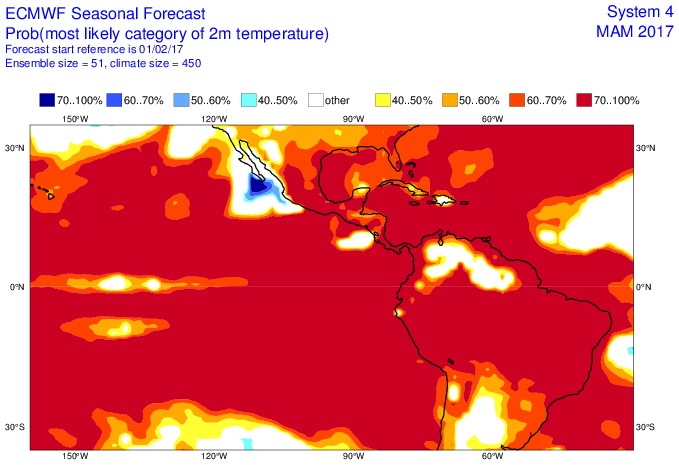 ECMWF Seasonal Forecast
System 4
Prob(most likely category of 2m temperature)
MAM 2017
Forecast start reference is 01/02/17
Ensemble size = 51, climate size = 450
70..100% 60..70% 50..60% 40..50% other 40..50% 50..60% 60..70% 70..100%
150°W 120°W 90°W 60°W
30°N 30°N
0°N 0°N
30°S 30°S
150°W 120°W 90°W 60°W